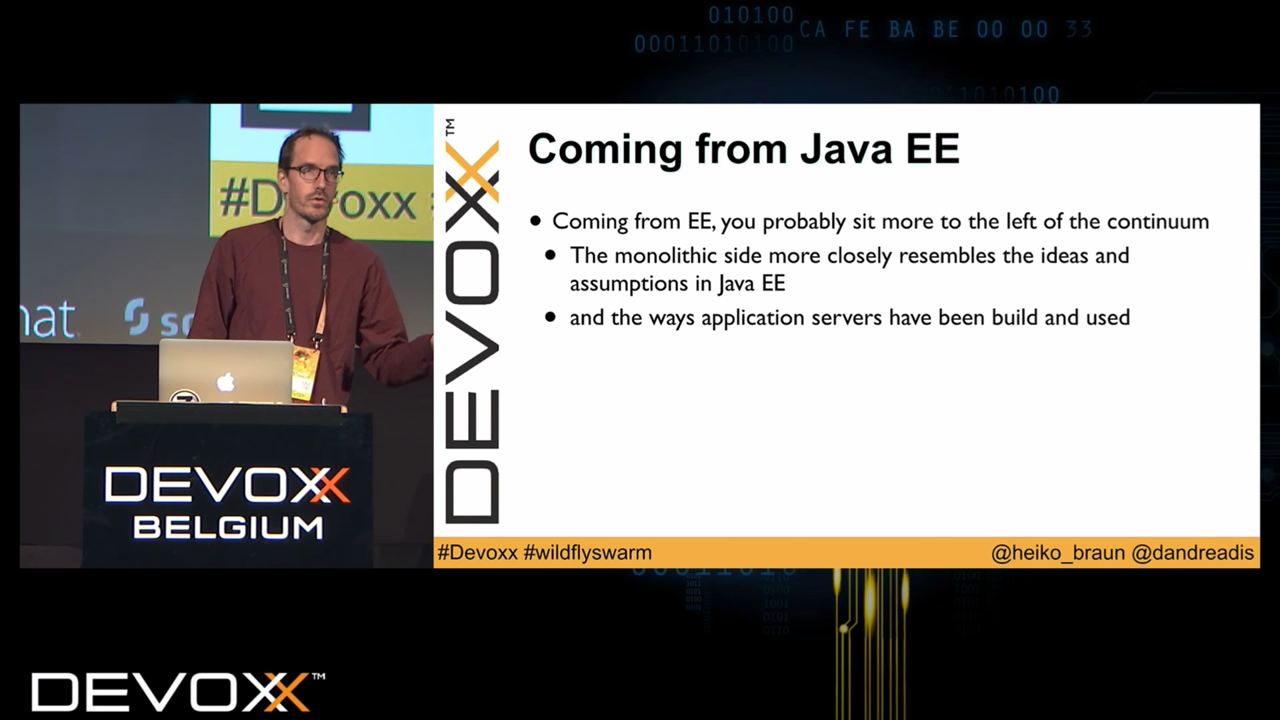 010100
00011010100
CA FE BA BE 00 00 33
1010100
#Devoxx
nat
DEVOXX
BELGIUM
DEVOXX™
Coming from Java EE
• Coming from EE, you probably sit more to the left of the continuum
• The monolithic side more closely resembles the ideas and
assumptions in Java EE
• and the ways application servers have been build and used
#Devoxx #wildflyswarm
@heiko_braun @dandreadis
DEVOXX™